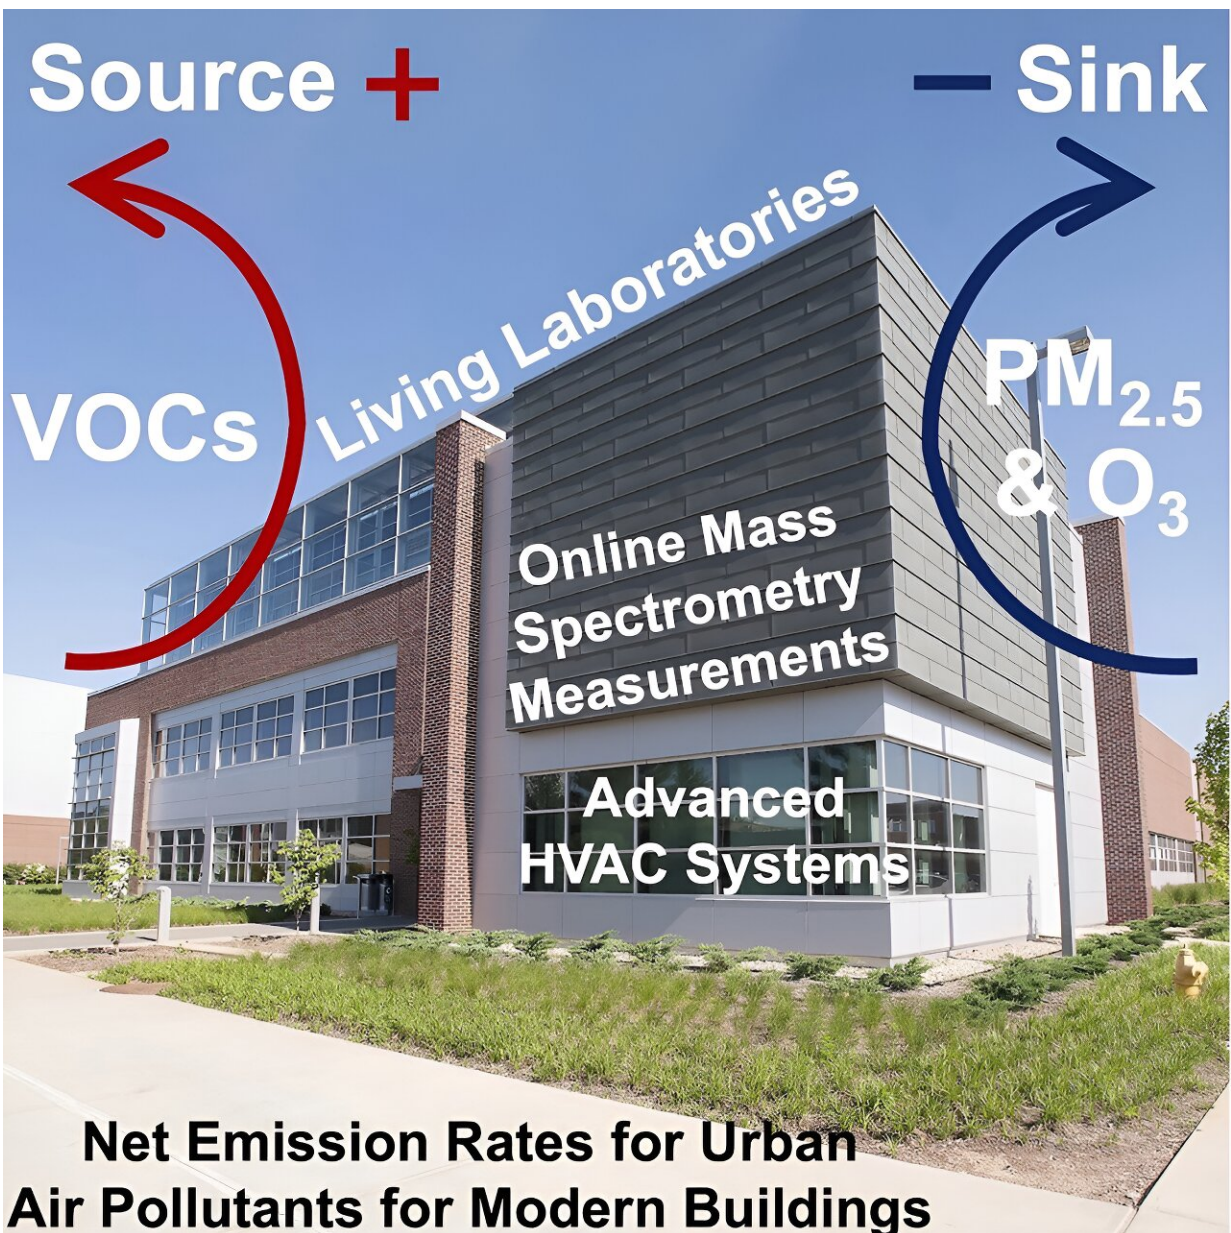 Source +
− Sink
Living Laboratories
VOCs
PM2.5
& O3
Online Mass
Spectrometry
Measurements
Advanced
HVAC Systems
Net Emission Rates for Urban
Air Pollutants for Modern Buildings